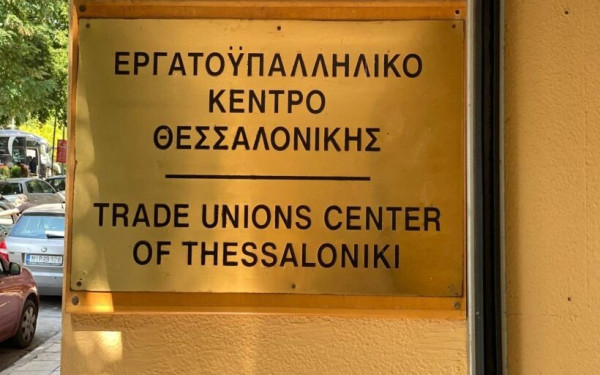 ΕΡΓΑΤΟΫΠΑΛΛΗΛΙΚΟ
ΚΕΝΤΡΟ
ΘΕΣΣΑΛΟΝΙΚΗΣ
TRADE UNIONS CENTER
OF THESSALONIKI